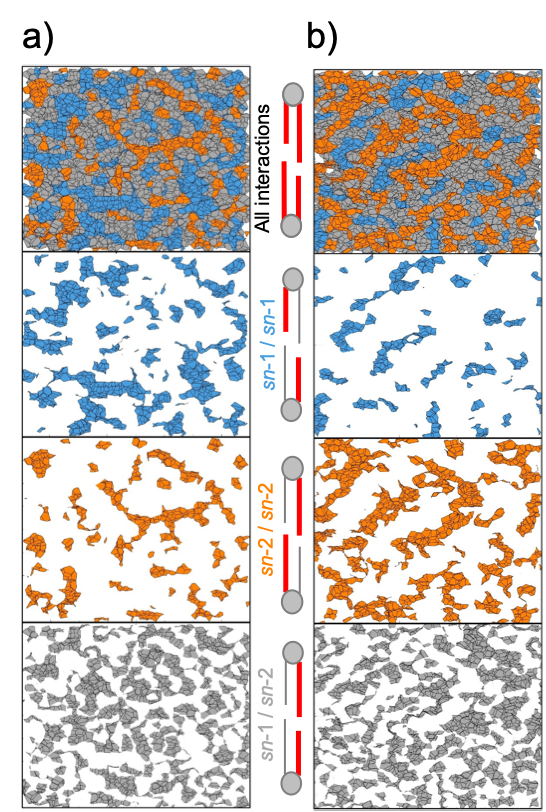 a)
b)
All interactions
sn-1 / sn-1
sn-2 / sn-2
sn-1 / sn-2